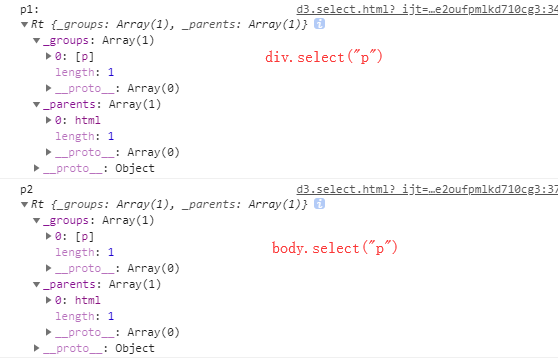 p1: d3.select.html? ijt=…e2oufpmlkd710cg3:34
▼Rt {_groups: Array(1), _parents: Array(1)} i
▼_groups: Array(1)
▶0: [p]
length: 1
▶__proto__: Array(0)
div.select("p")
▼_parents: Array(1)
▶0: html
length: 1
▶__proto__: Array(0)
▶__proto__: Object
p2 d3.select.html? ijt=…e2oufpmlkd710cg3:37
▼Rt {_groups: Array(1), _parents: Array(1)} i
▼_groups: Array(1)
▶0: [p]
length: 1
▶__proto__: Array(0)
body.select("p")
▼_parents: Array(1)
▶0: html
length: 1
▶__proto__: Array(0)
▶__proto__: Object